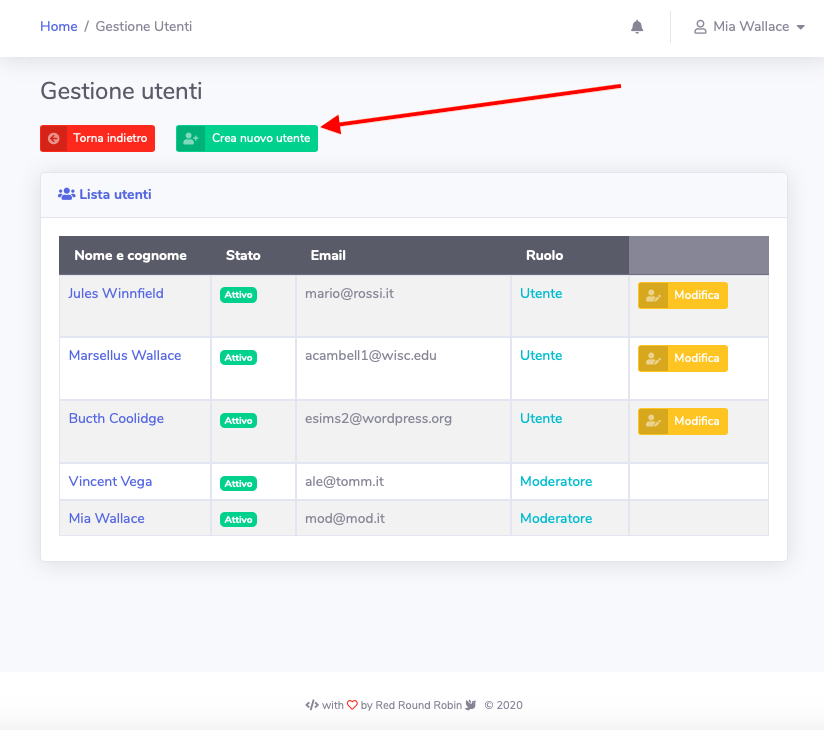 Home / Gestione Utenti
Mia Wallace
Gestione utenti
Torna indietro
Crea nuovo utente
Lista utenti
Nome e cognome Stato Email Ruolo
Jules Winnfield Attivo mario@rossi.it Utente Modifica
Marsellus Wallace Attivo acambell1@wisc.edu Utente Modifica
Bucth Coolidge Attivo esims2@wordpress.org Utente Modifica
Vincent Vega Attivo ale@tomm.it Moderatore
Mia Wallace Attivo mod@mod.it Moderatore
</> with ♡ by Red Round Robin © 2020